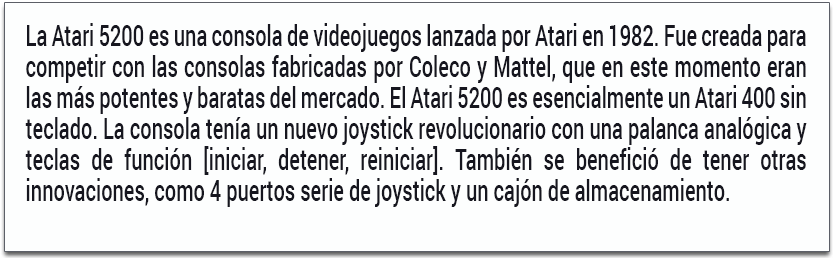 La Atari 5200 es una consola de videojuegos lanzada por Atari en 1982. Fue creada para
competir con las consolas fabricadas por Coleco y Mattel, que en este momento eran
las más potentes y baratas del mercado. El Atari 5200 es esencialmente un Atari 400 sin
teclado. La consola tenía un nuevo joystick revolucionario con una palanca analógica y
teclas de función [iniciar, detener, reiniciar]. También se benefició de tener otras
innovaciones, como 4 puertos serie de joystick y un cajón de almacenamiento.